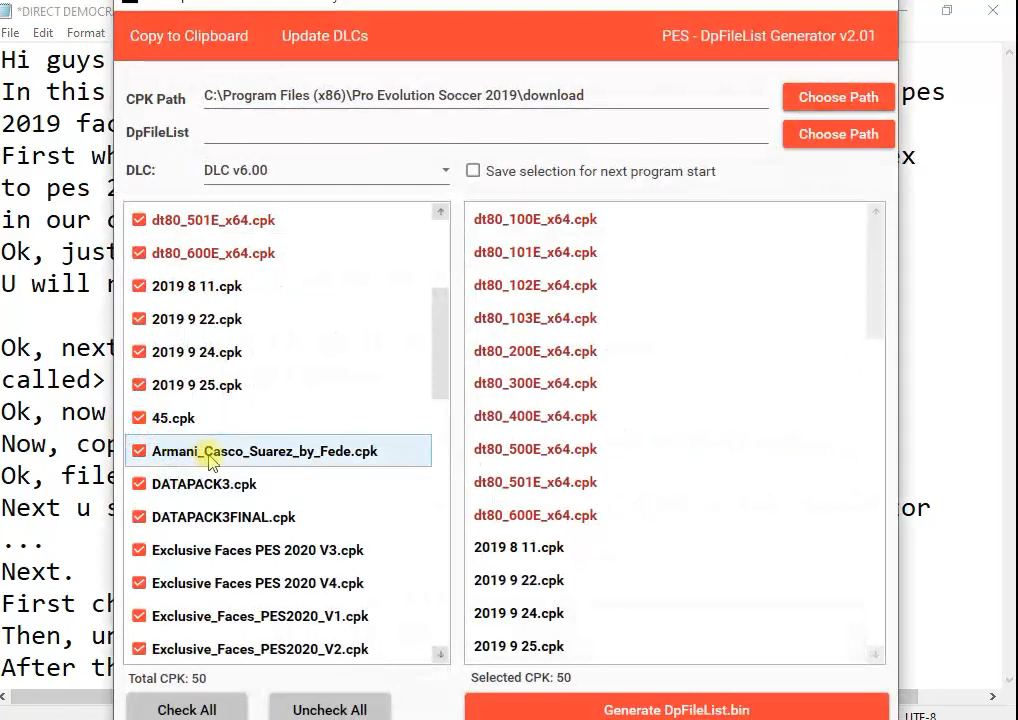 *DIRECT DEMOCR
File Edit Format
Hi guys
In this
pes
2019 fac
First wh
ex
to pes 2
in our c
Ok, just
U will n
Ok, next
called>
Ok, now
Now, cop
Ok, file
Next u s
or
...
Next.
First ch
Then, un
After th
UTF-8
Copy to Clipboard
Update DLCs
PES - DpFileList Generator v2.01
CPK Path
C:\Program Files (x86)\Pro Evolution Soccer 2019\download
Choose Path
DpFileList
Choose Path
DLC:
DLC v6.00
Save selection for next program start
dt80_501E_x64.cpk
dt80_600E_x64.cpk
2019 8 11.cpk
2019 9 22.cpk
2019 9 24.cpk
2019 9 25.cpk
45.cpk
Armani_Casco_Suarez_by_Fede.cpk
DATAPACK3.cpk
DATAPACK3FINAL.cpk
Exclusive Faces PES 2020 V3.cpk
Exclusive Faces PES 2020 V4.cpk
Exclusive_Faces_PES2020_V1.cpk
Exclusive_Faces_PES2020_V2.cpk
Total CPK: 50
Check All
Uncheck All
dt80_100E_x64.cpk
dt80_101E_x64.cpk
dt80_102E_x64.cpk
dt80_103E_x64.cpk
dt80_200E_x64.cpk
dt80_300E_x64.cpk
dt80_400E_x64.cpk
dt80_500E_x64.cpk
dt80_501E_x64.cpk
dt80_600E_x64.cpk
2019 8 11.cpk
2019 9 22.cpk
2019 9 24.cpk
2019 9 25.cpk
Selected CPK: 50
Generate DpFileList.bin